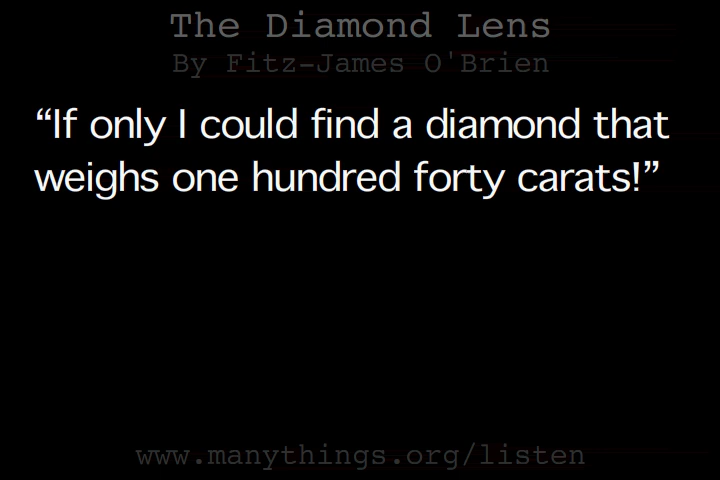 The Diamond Lens
By Fitz-James O'Brien
“If only I could find a diamond that
weighs one hundred forty carats!”
www.manythings.org/listen